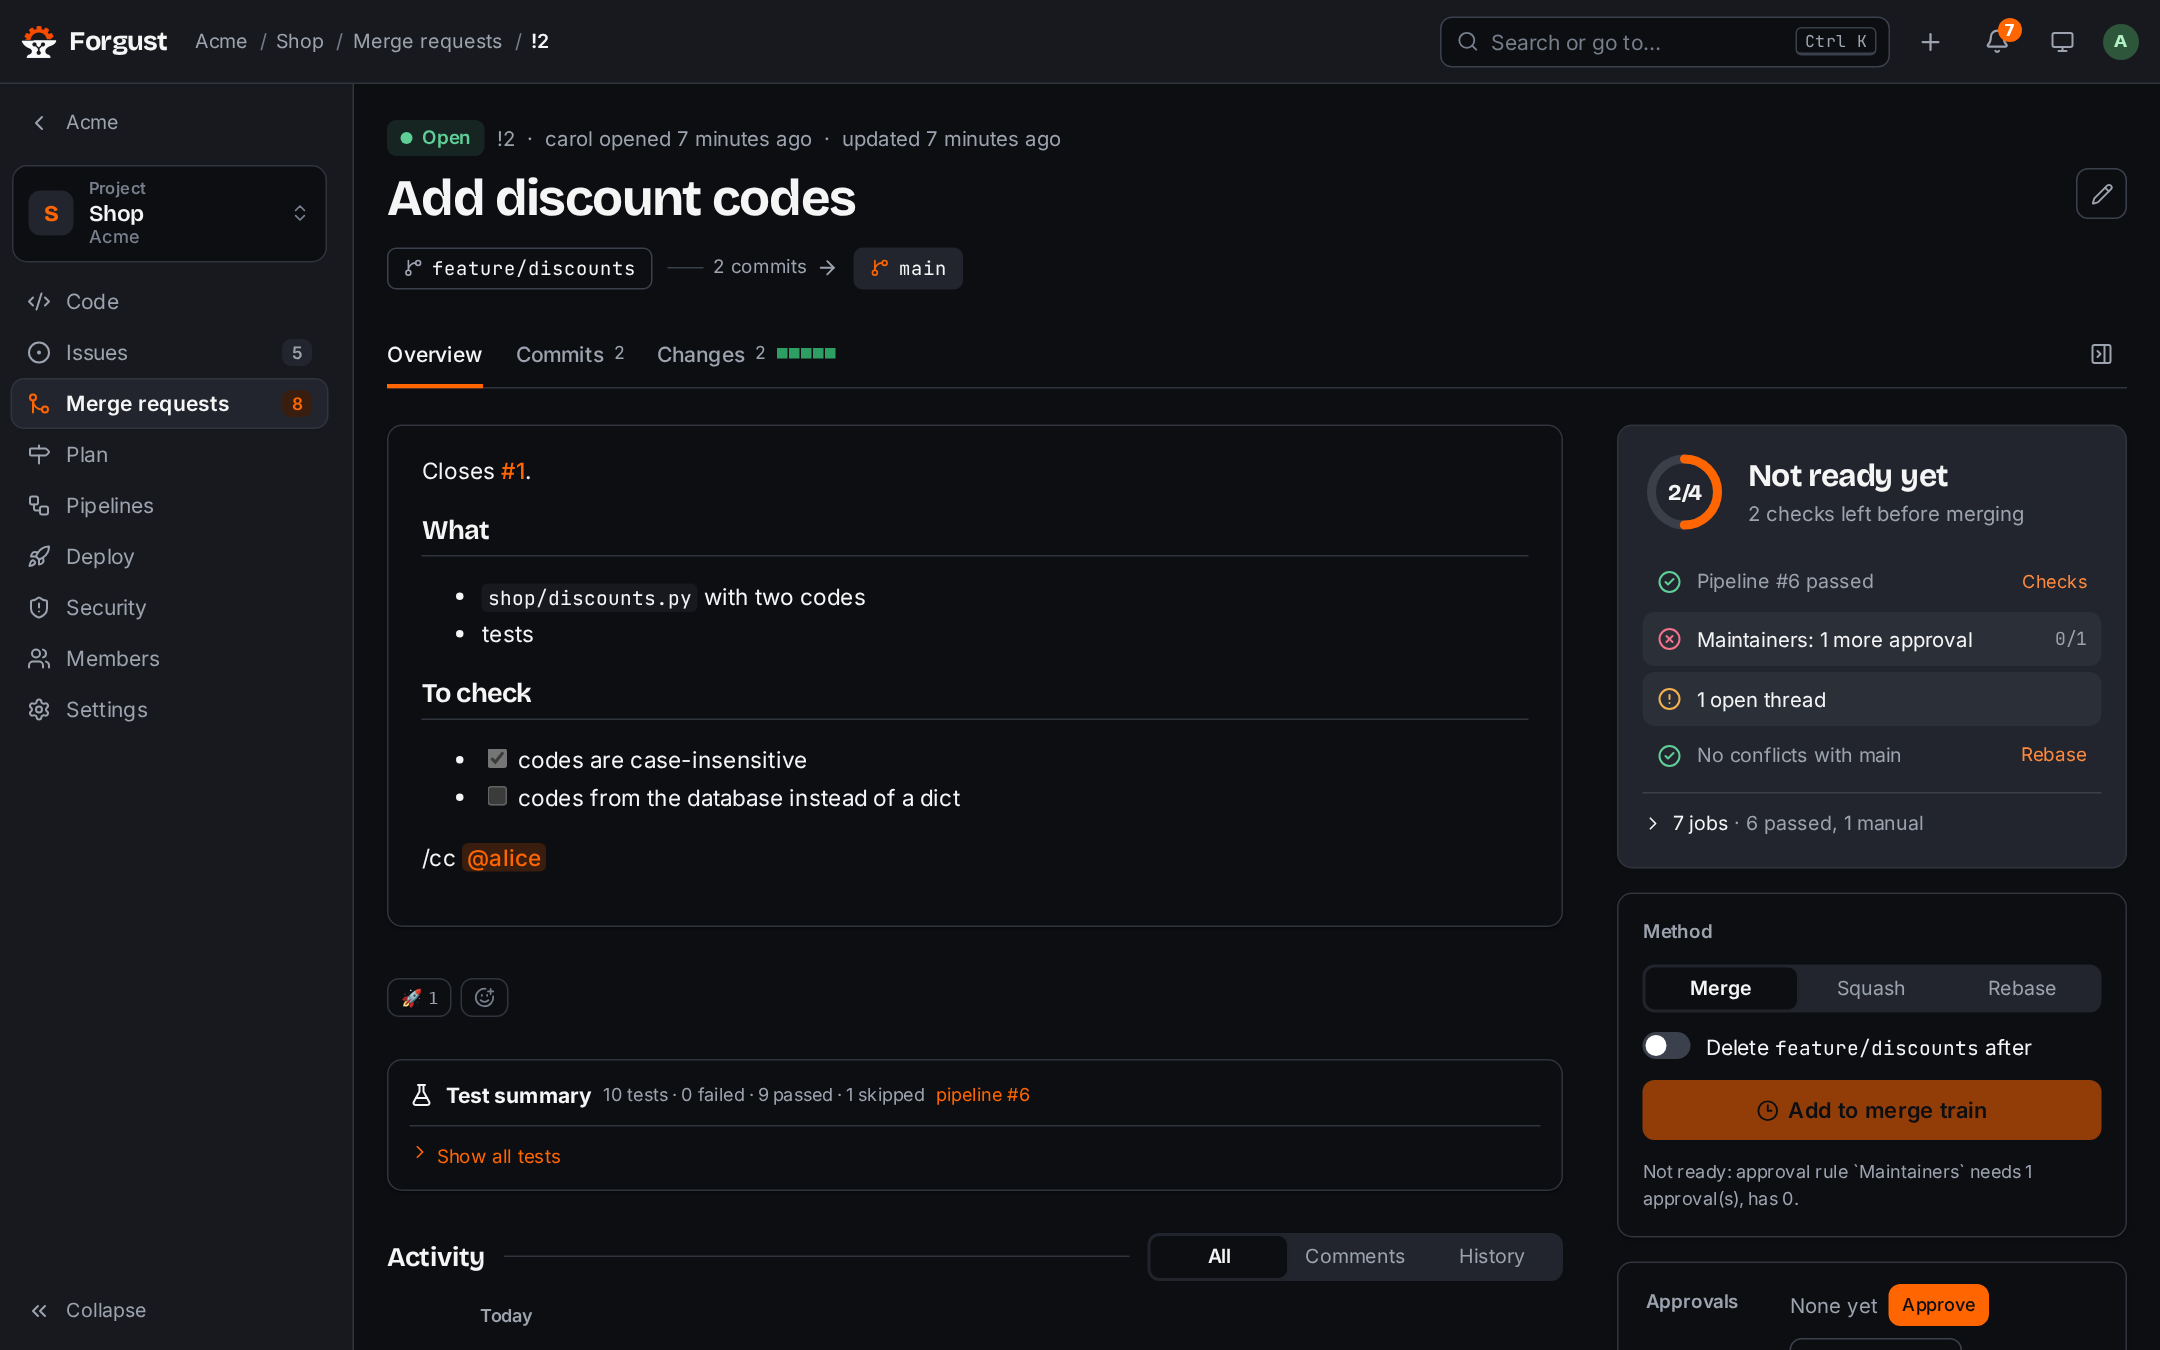 Forgust
Acme / Shop / Merge requests / !2
Search or go to...
Ctrl K
7
A
Acme
S
Project
Shop
Acme
Code
Issues 5
Merge requests 8
Plan
Pipelines
Deploy
Security
Members
Settings
Collapse
Open !2 · carol opened 7 minutes ago · updated 7 minutes ago
Add discount codes
feature/discounts 2 commits main
Overview Commits 2 Changes 2
Closes #1.
What
• shop/discounts.py with two codes
• tests
To check
• codes are case-insensitive
• codes from the database instead of a dict
/cc @alice
🚀 1
Test summary 10 tests · 0 failed · 9 passed · 1 skipped pipeline #6
Show all tests
Activity
All Comments History
Today
2/4
Not ready yet
2 checks left before merging
Pipeline #6 passed Checks
Maintainers: 1 more approval 0/1
1 open thread
No conflicts with main Rebase
7 jobs · 6 passed, 1 manual
Method
Merge Squash Rebase
Delete feature/discounts after
Add to merge train
Not ready: approval rule `Maintainers` needs 1
approval(s), has 0.
Approvals None yet Approve